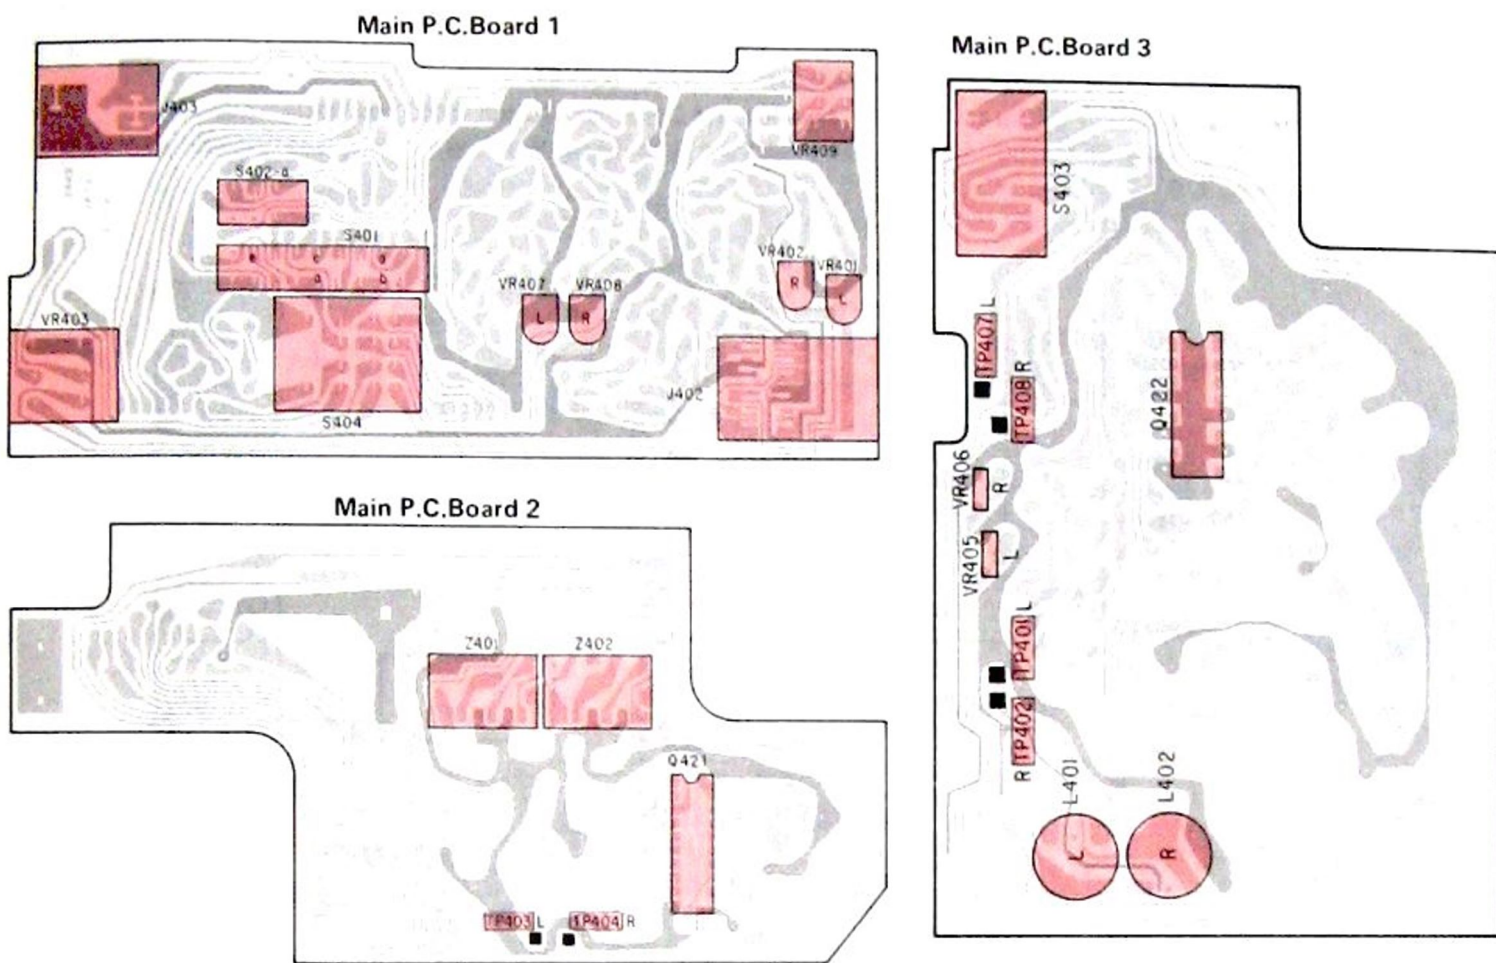 Main P.C.Board 1
J403
VR409
S402-a
S401
e c a
a b
VR402
VR401
R
L
VR407
VR408
L
R
VR403
J402
S404
Main P.C.Board 2
Z401
Z402
Q421
TP403 L
TP404 R
Main P.C.Board 3
S403
TP407 L
TP408 R
Q422
VR406
R
VR405
L
TP401 L
TP402
R
L401
L402
L
R